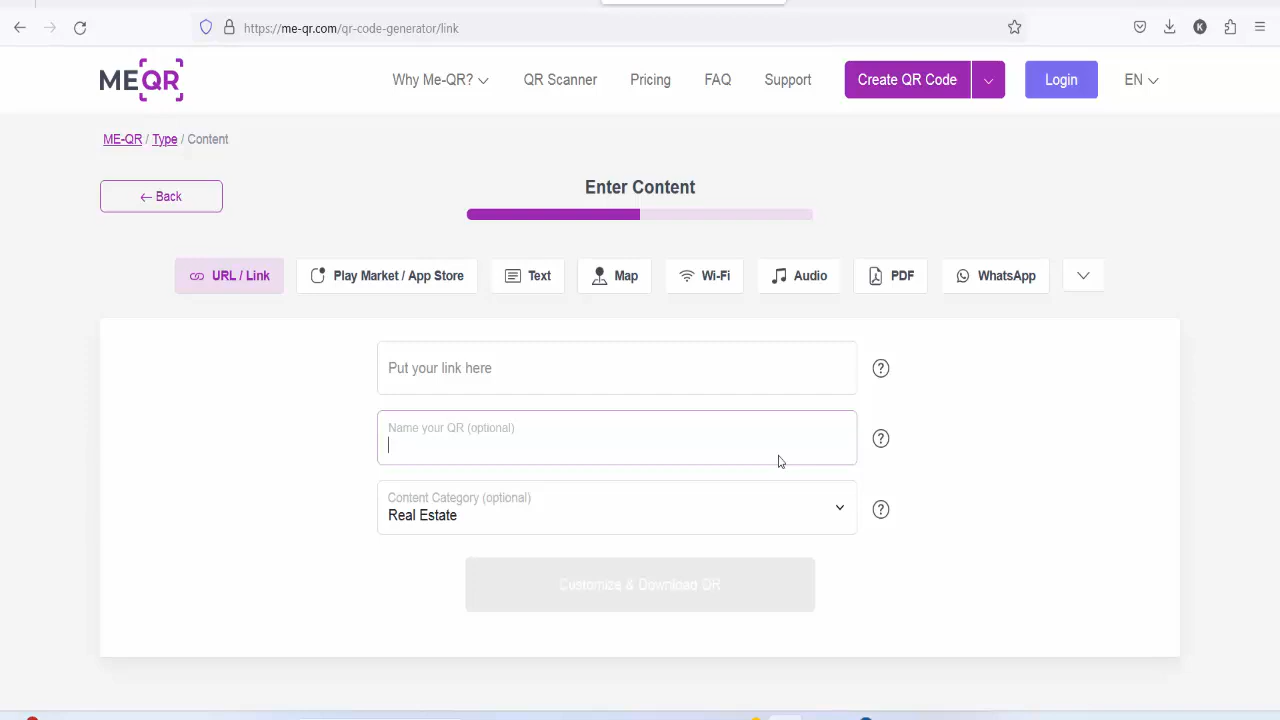 https://me-qr.com/qr-code-generator/link
K
MEQR
Why Me-QR?
QR Scanner
Pricing
FAQ
Support
Create QR Code
Login
EN
ME-QR / Type / Content
← Back
Enter Content
URL / Link
Play Market / App Store
Text
Map
Wi-Fi
Audio
PDF
WhatsApp
Put your link here
?
Name your QR (optional)
?
Content Category (optional)
Real Estate
?
Customize & Download QR